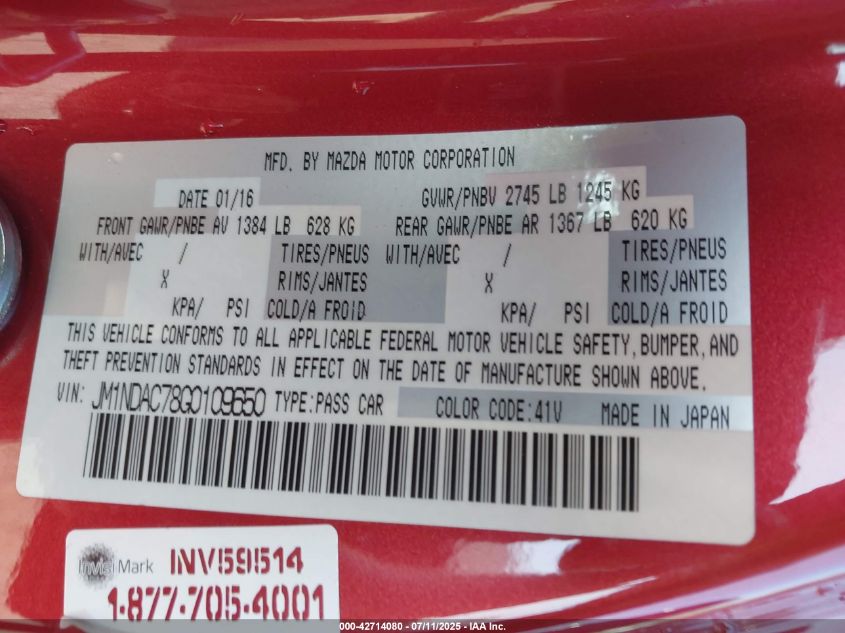 MFD. BY MAZDA MOTOR CORPORATION
DATE 01/16 GVWR/PNBV 2745 LB 1245 KG
FRONT GAWR/PNBE AV 1384 LB 628 KG REAR GAWR/PNBE AR 1367 LB 620 KG
WITH/AVEC / TIRES/PNEUS WITH/AVEC / TIRES/PNEUS
X RIMS/JANTES X RIMS/JANTES
KPA/ PSI COLD/A FROID KPA/ PSI COLD/A FROID
THIS VEHICLE CONFORMS TO ALL APPLICABLE FEDERAL MOTOR VEHICLE SAFETY, BUMPER, AND
THEFT PREVENTION STANDARDS IN EFFECT ON THE DATE OF MANUFACTURE SHOWN ABOVE.
VIN: JM1NDAC78G0109650 TYPE:PASS CAR COLOR CODE:41V MADE IN JAPAN
InvisiMark INV59514
1-877-705-4001
000-42714080 - 07/11/2025 - IAA Inc.